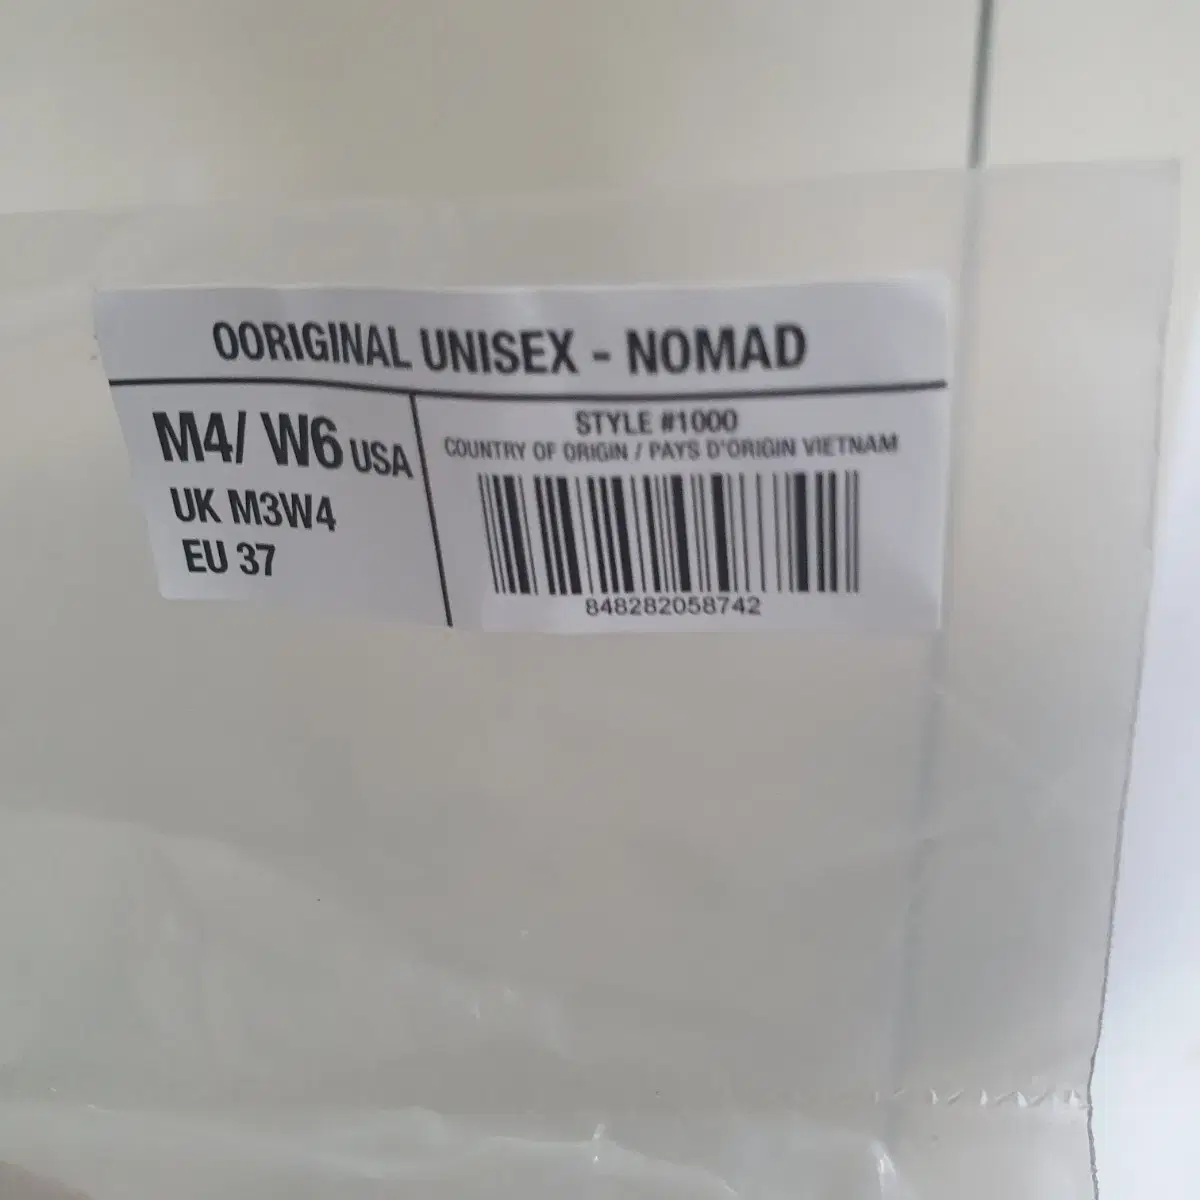 OORIGINAL UNISEX - NOMAD
M4/ W6 USA
UK M3W4
EU 37
STYLE #1000
COUNTRY OF ORIGIN / PAYS D'ORIGIN VIETNAM
848282058742